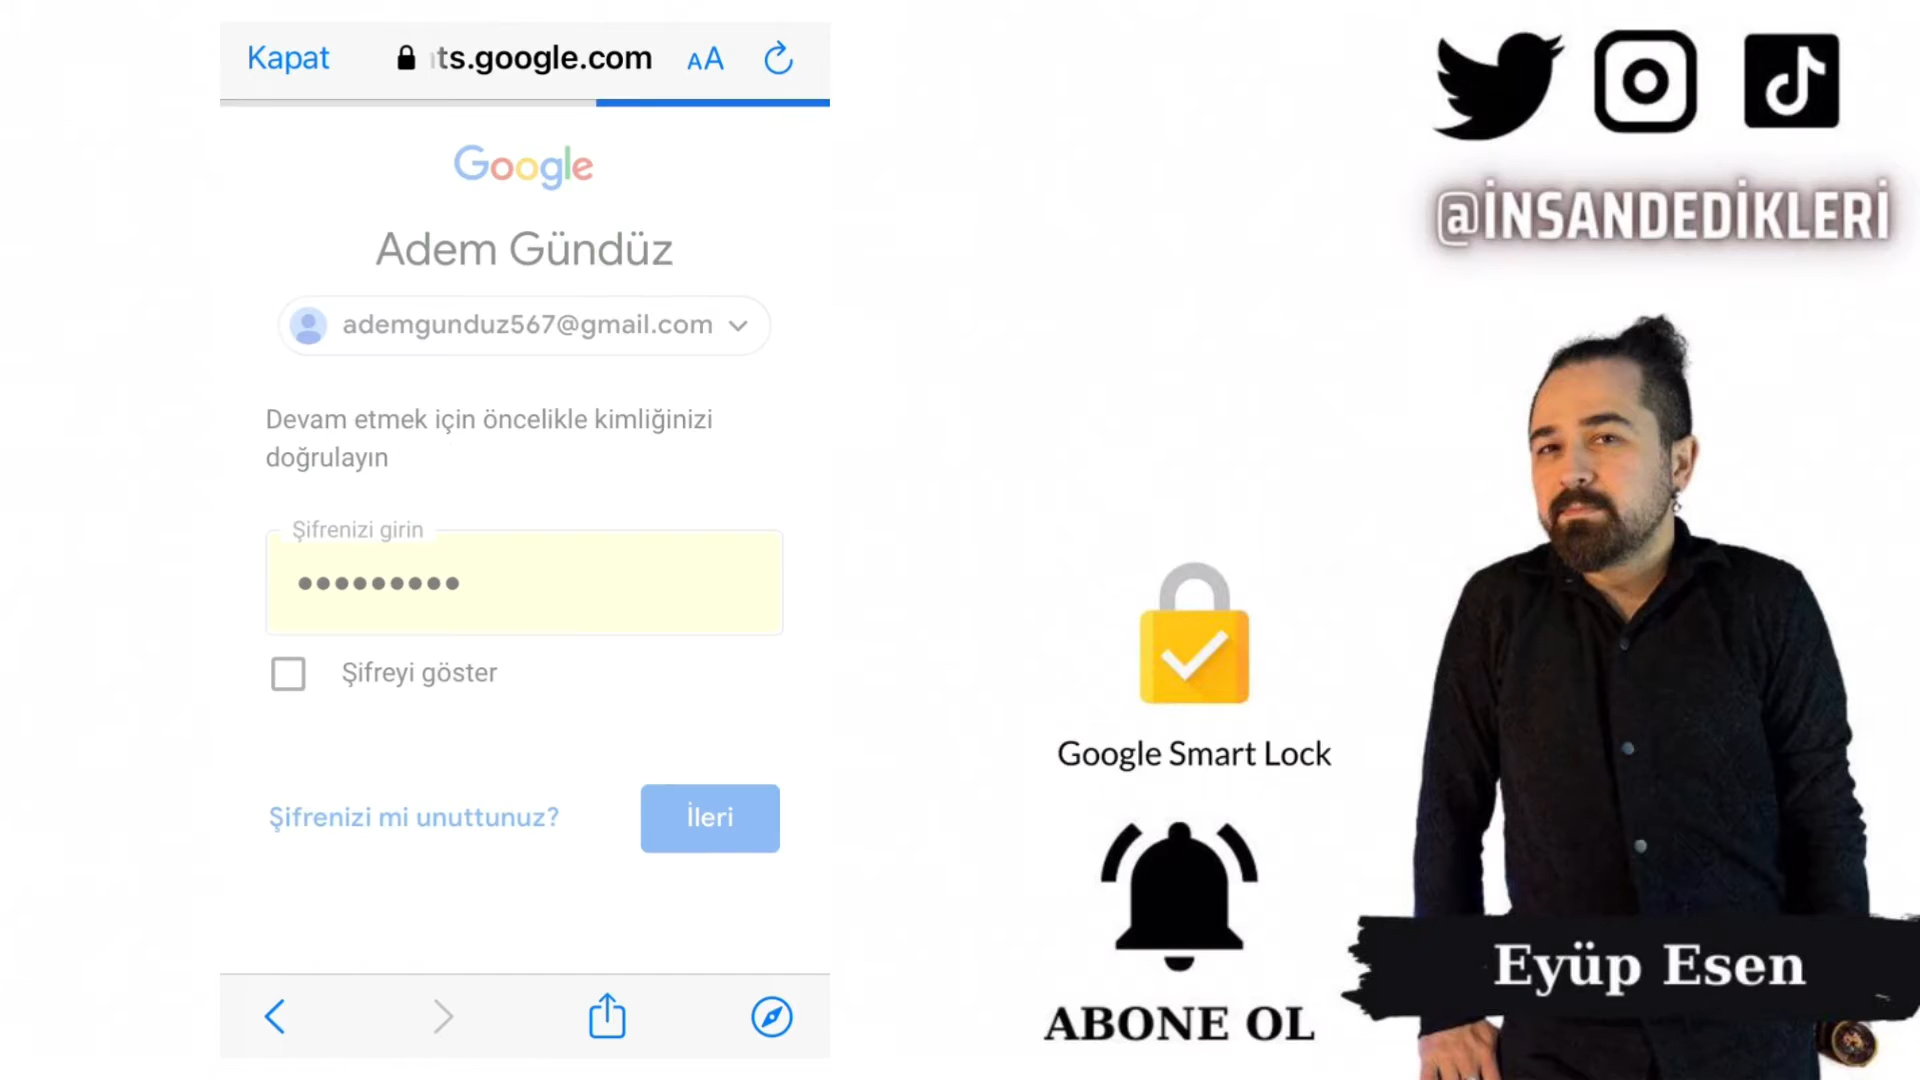 Kapat
ts.google.com
AA
Google
Adem Gündüz
ademgunduz567@gmail.com
Devam etmek için öncelikle kimliğinizi
doğrulayın
Şifrenizi girin
Şifreyi göster
Şifrenizi mi unuttunuz?
İleri
@İNSANDEDİKLERİ
Google Smart Lock
ABONE OL
Eyüp Esen